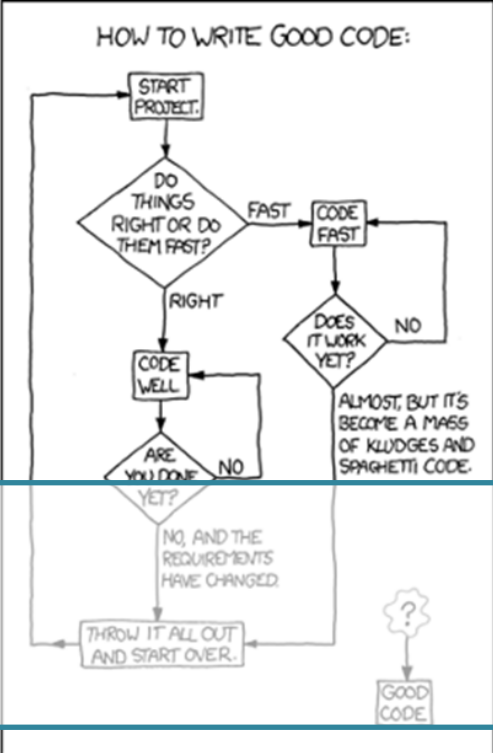 HOW TO WRITE GOOD CODE:
START
PROJECT.
DO
THINGS
RIGHT OR DO
THEM FAST?
FAST
CODE
FAST
RIGHT
DOES
IT WORK
YET?
NO
CODE
WELL
ALMOST, BUT IT'S
BECOME A MASS
OF KLUDGES AND
SPAGHETTI CODE.
ARE
YOU DONE
YET?
NO
NO, AND THE
REQUIREMENTS
HAVE CHANGED.
THROW IT ALL OUT
AND START OVER.
?
GOOD
CODE